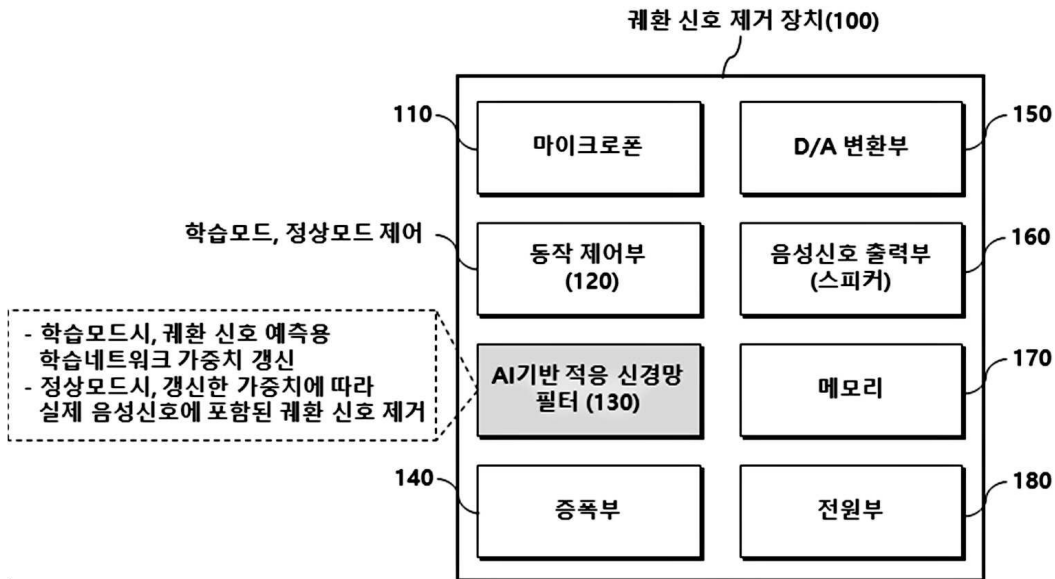 궤환 신호 제거 장치(100)
110
마이크로폰
D/A 변환부
150
학습모드, 정상모드 제어
동작 제어부
(120)
음성신호 출력부
(스피커)
160
- 학습모드시, 궤환 신호 예측용
학습네트워크 가중치 갱신
- 정상모드시, 갱신한 가중치에 따라
실제 음성신호에 포함된 궤환 신호 제거
AI기반 적응 신경망
필터 (130)
메모리
170
140
증폭부
전원부
180